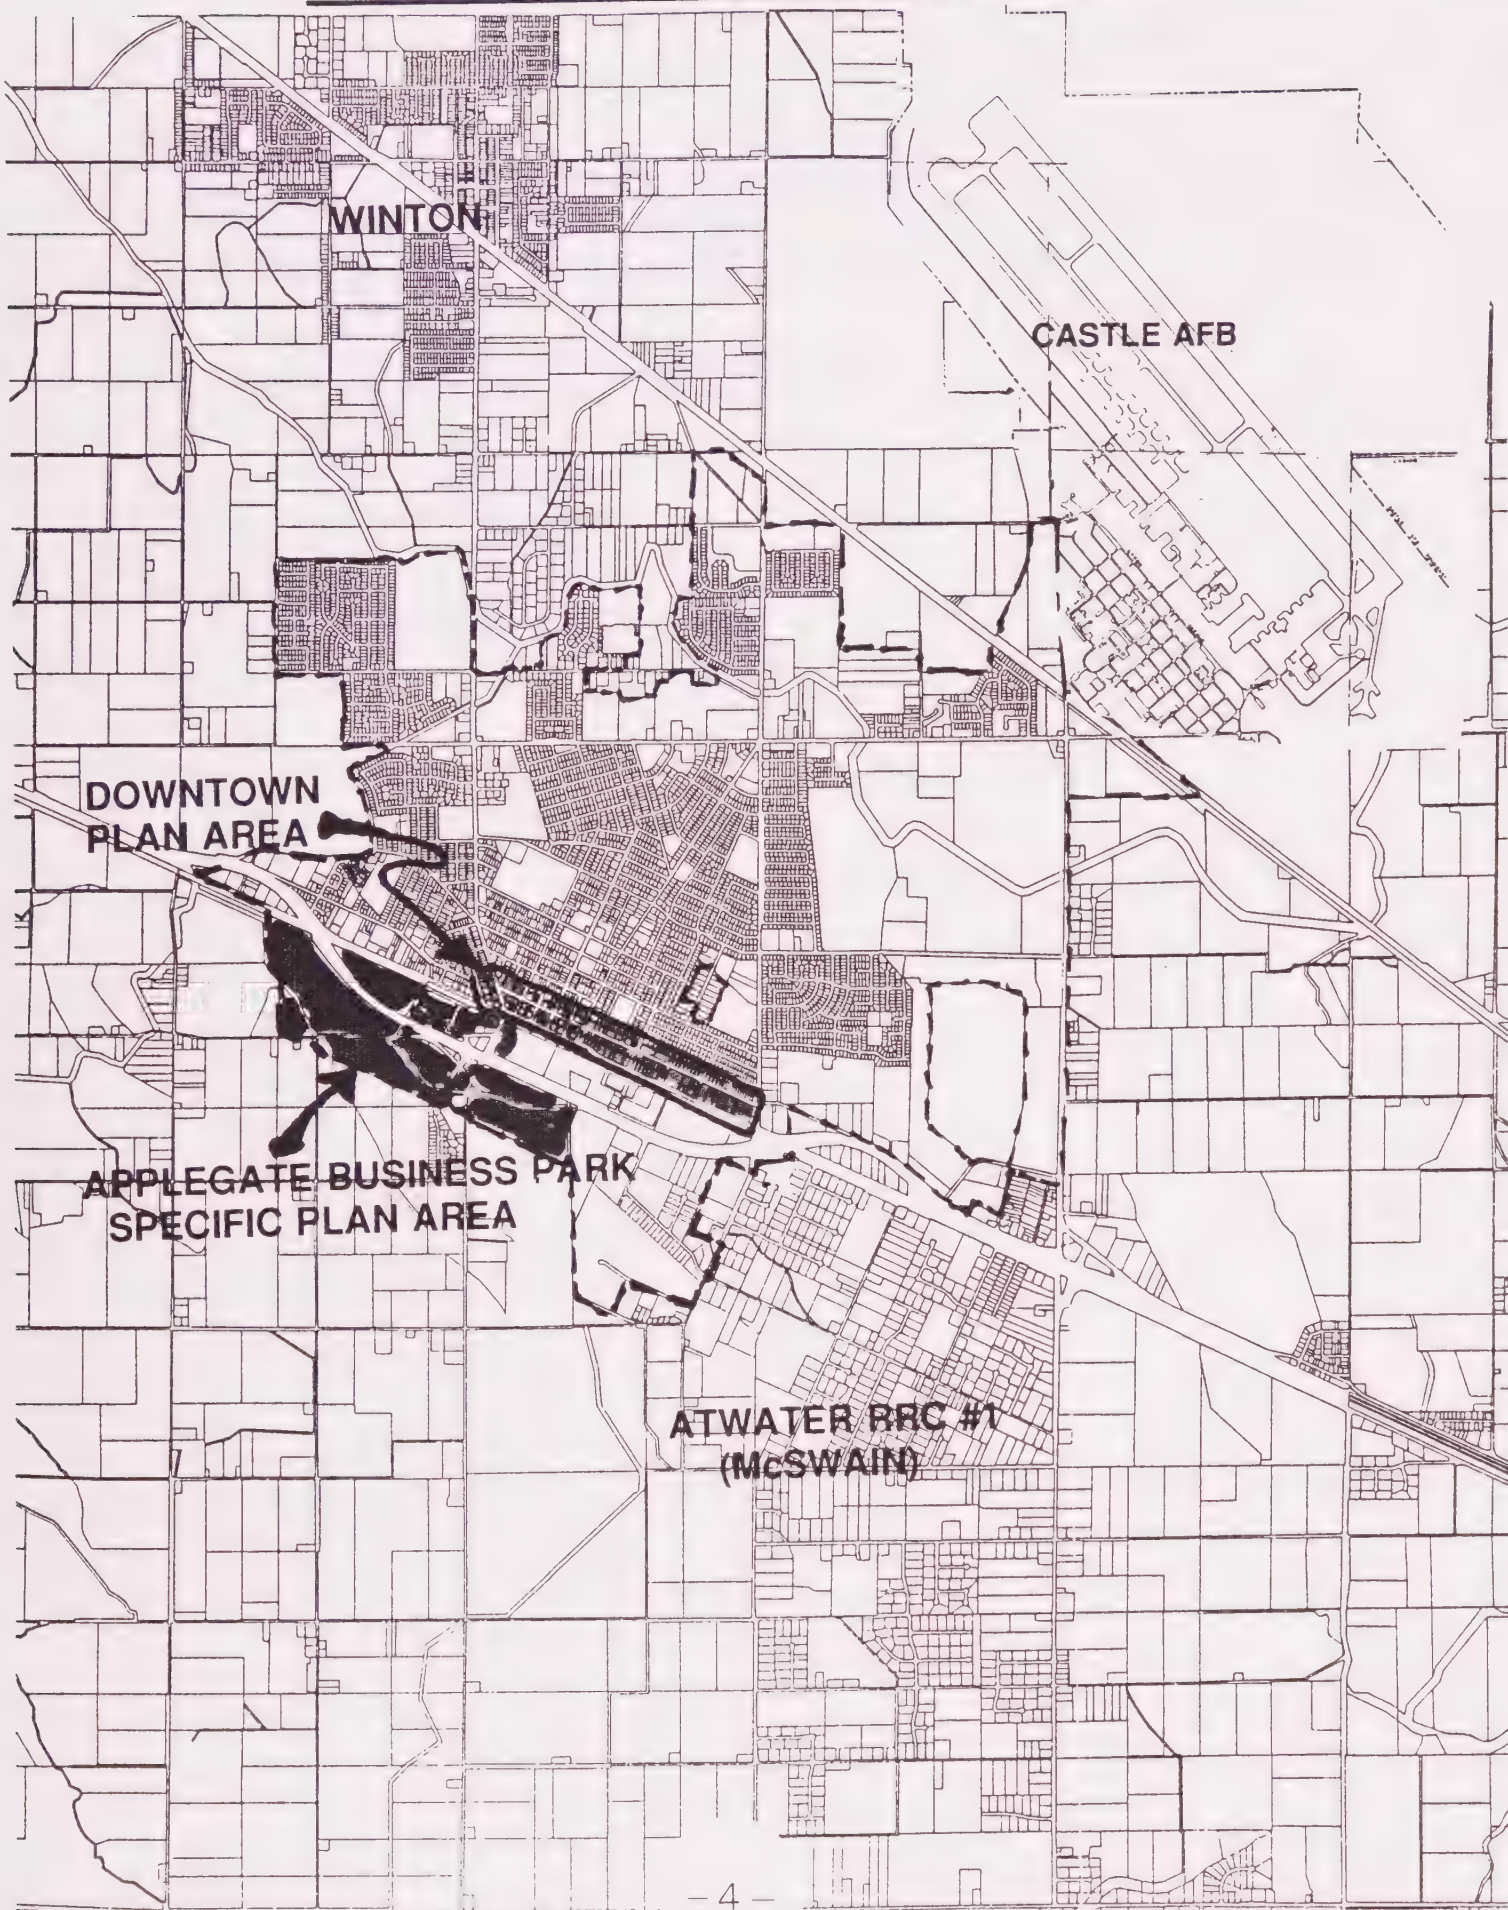 WINTON
CASTLE AFB
DOWNTOWN
PLAN AREA
APPLEGATE BUSINESS PARK
SPECIFIC PLAN AREA
ATWATER RRC #1
(McSWAIN)
-4-